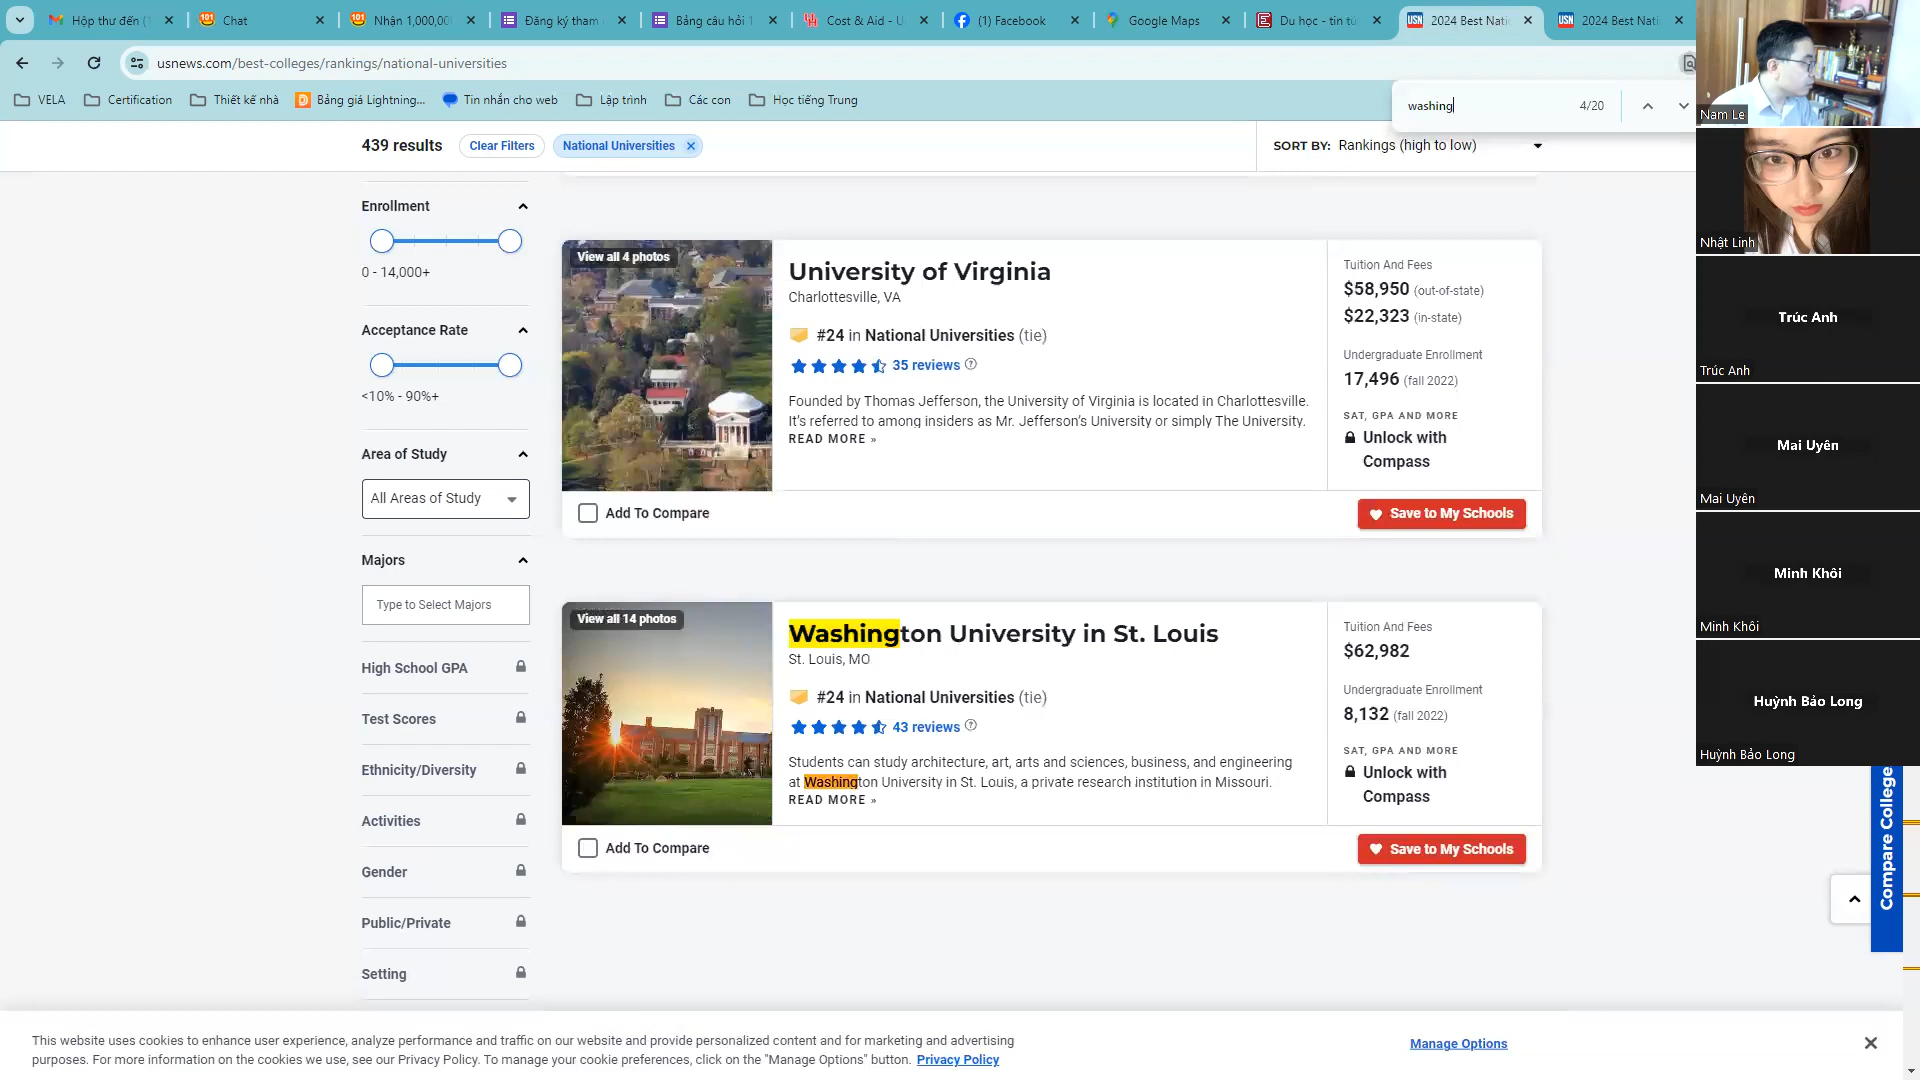 Hộp thư đến (
Chat
Nhận 1,000,00
Đăng ký tham
Bảng câu hỏi 1
Cost & Aid - U
(1) Facebook
Google Maps
Du học - tin tứ
2024 Best Nati
2024 Best Nati
usnews.com/best-colleges/rankings/national-universities
VELA
Certification
Thiết kế nhà
Bảng giá Lightning...
Tin nhắn cho web
Lập trình
Các con
Học tiếng Trung
washing
4/20
439 results
Clear Filters
National Universities
SORT BY: Rankings (high to low)
Enrollment
0 - 14,000+
Acceptance Rate
<10% - 90%+
Area of Study
All Areas of Study
Majors
Type to Select Majors
High School GPA
Test Scores
Ethnicity/Diversity
Activities
Gender
Public/Private
Setting
View all 4 photos
University of Virginia
Charlottesville, VA
#24 in National Universities (tie)
35 reviews
Founded by Thomas Jefferson, the University of Virginia is located in Charlottesville.
It's referred to among insiders as Mr. Jefferson's University or simply The University.
READ MORE »
Tuition And Fees
$58,950 (out-of-state)
$22,323 (in-state)
Undergraduate Enrollment
17,496 (fall 2022)
SAT, GPA AND MORE
Unlock with
Compass
Add To Compare
Save to My Schools
View all 14 photos
Washington University in St. Louis
St. Louis, MO
#24 in National Universities (tie)
43 reviews
Students can study architecture, art, arts and sciences, business, and engineering
at Washington University in St. Louis, a private research institution in Missouri.
READ MORE »
Tuition And Fees
$62,982
Undergraduate Enrollment
8,132 (fall 2022)
SAT, GPA AND MORE
Unlock with
Compass
Add To Compare
Save to My Schools
Compare College
Nam Le
Nhật Linh
Trúc Anh
Trúc Anh
Mai Uyên
Mai Uyên
Minh Khôi
Minh Khôi
Huỳnh Bảo Long
Huỳnh Bảo Long
This website uses cookies to enhance user experience, analyze performance and traffic on our website and provide personalized content and for marketing and advertising
purposes. For more information on the cookies we use, see our Privacy Policy. To manage your cookie preferences, click on the "Manage Options" button. Privacy Policy
Manage Options